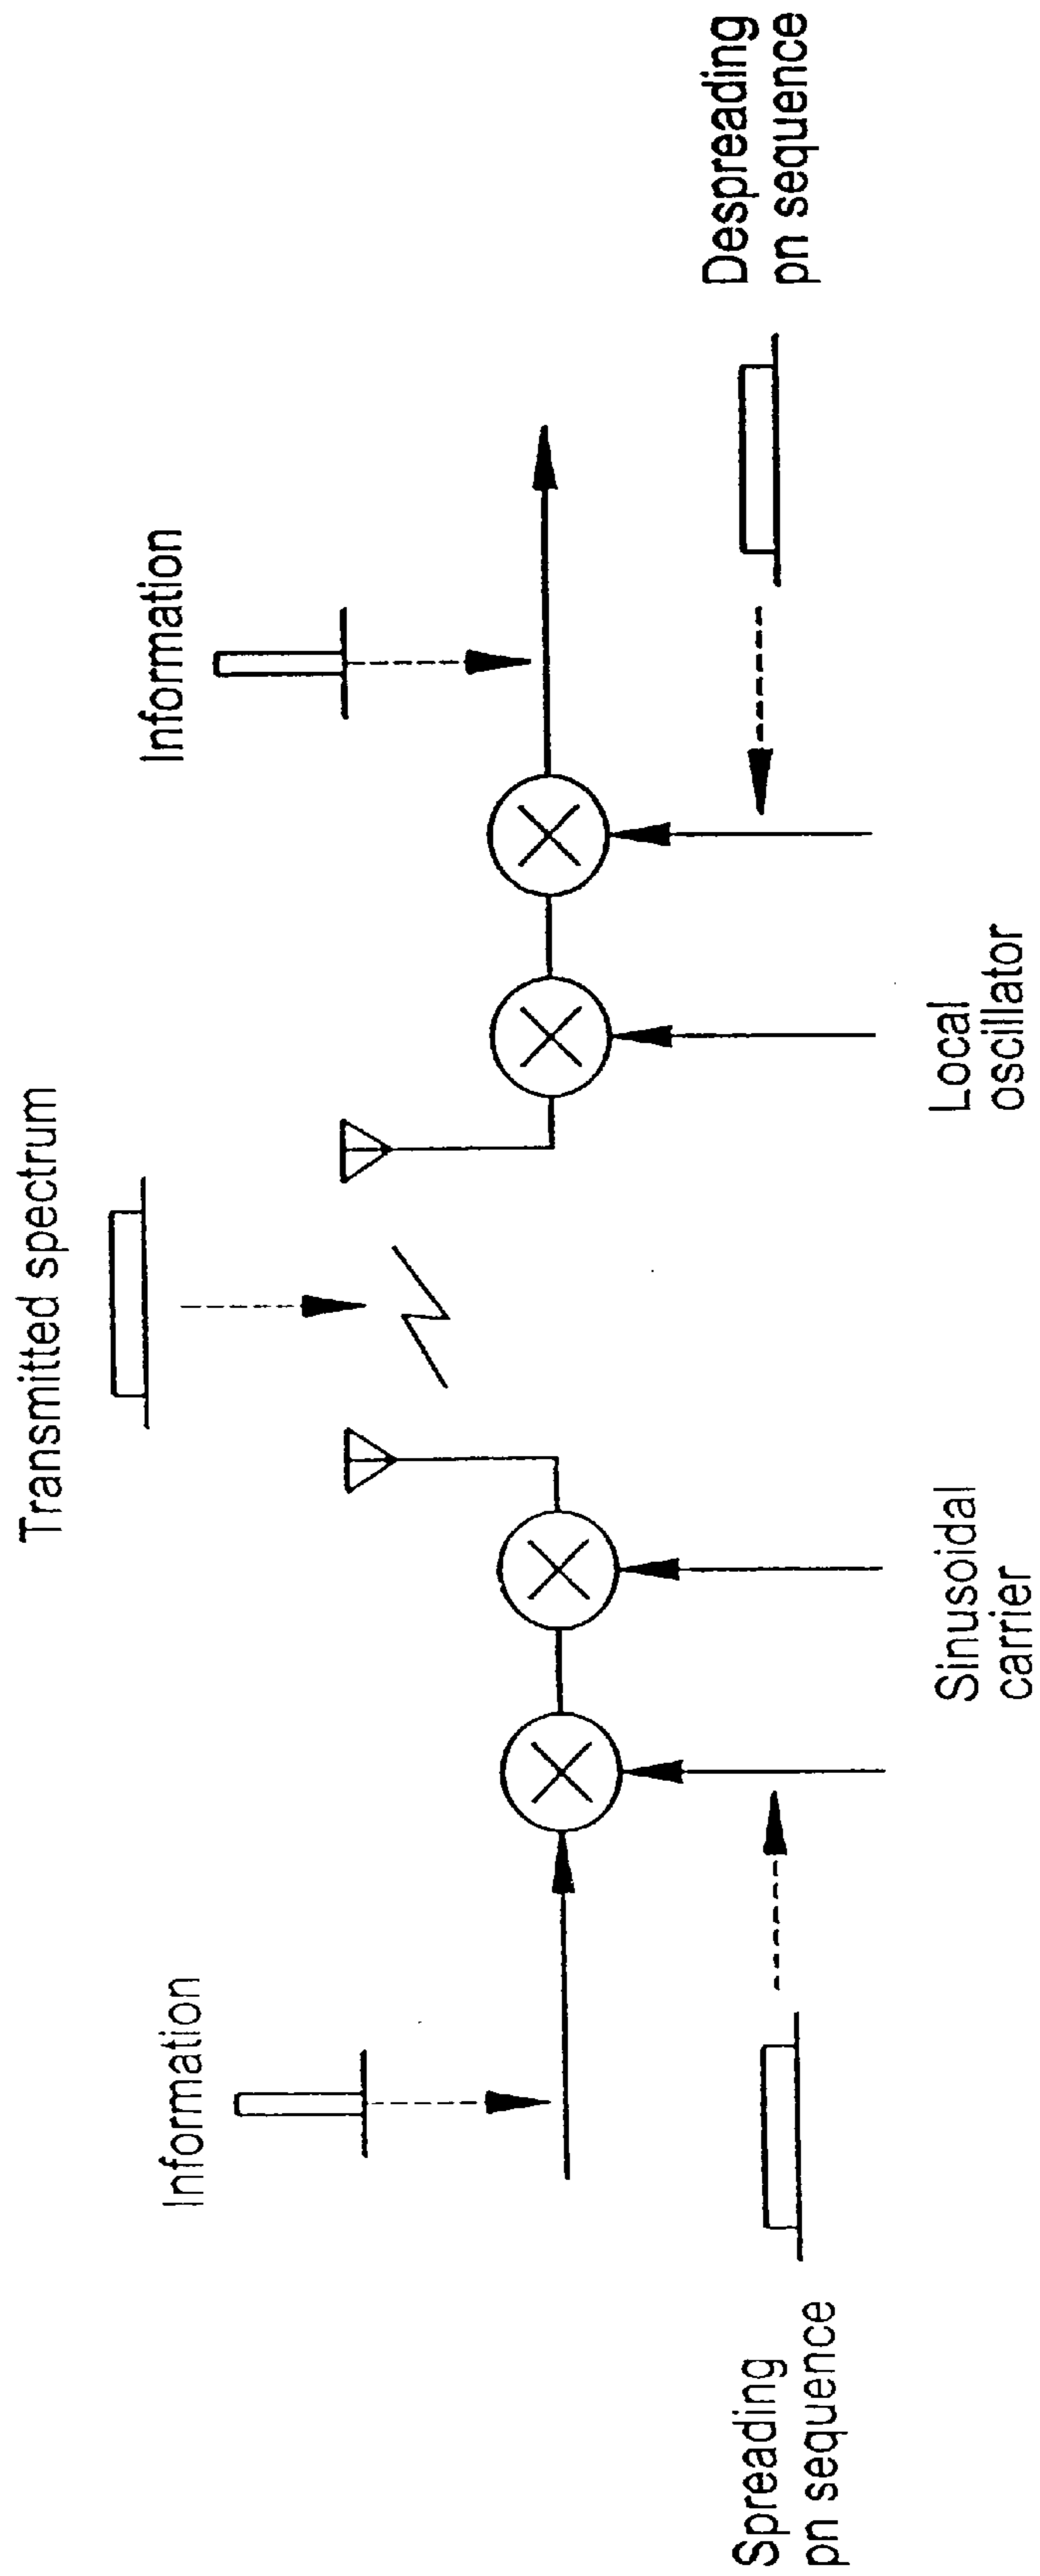 Transmitted spectrum
Information
Information
Spreading
pn sequence
Sinusoidal
carrier
Local
oscillator
Despreading
pn sequence